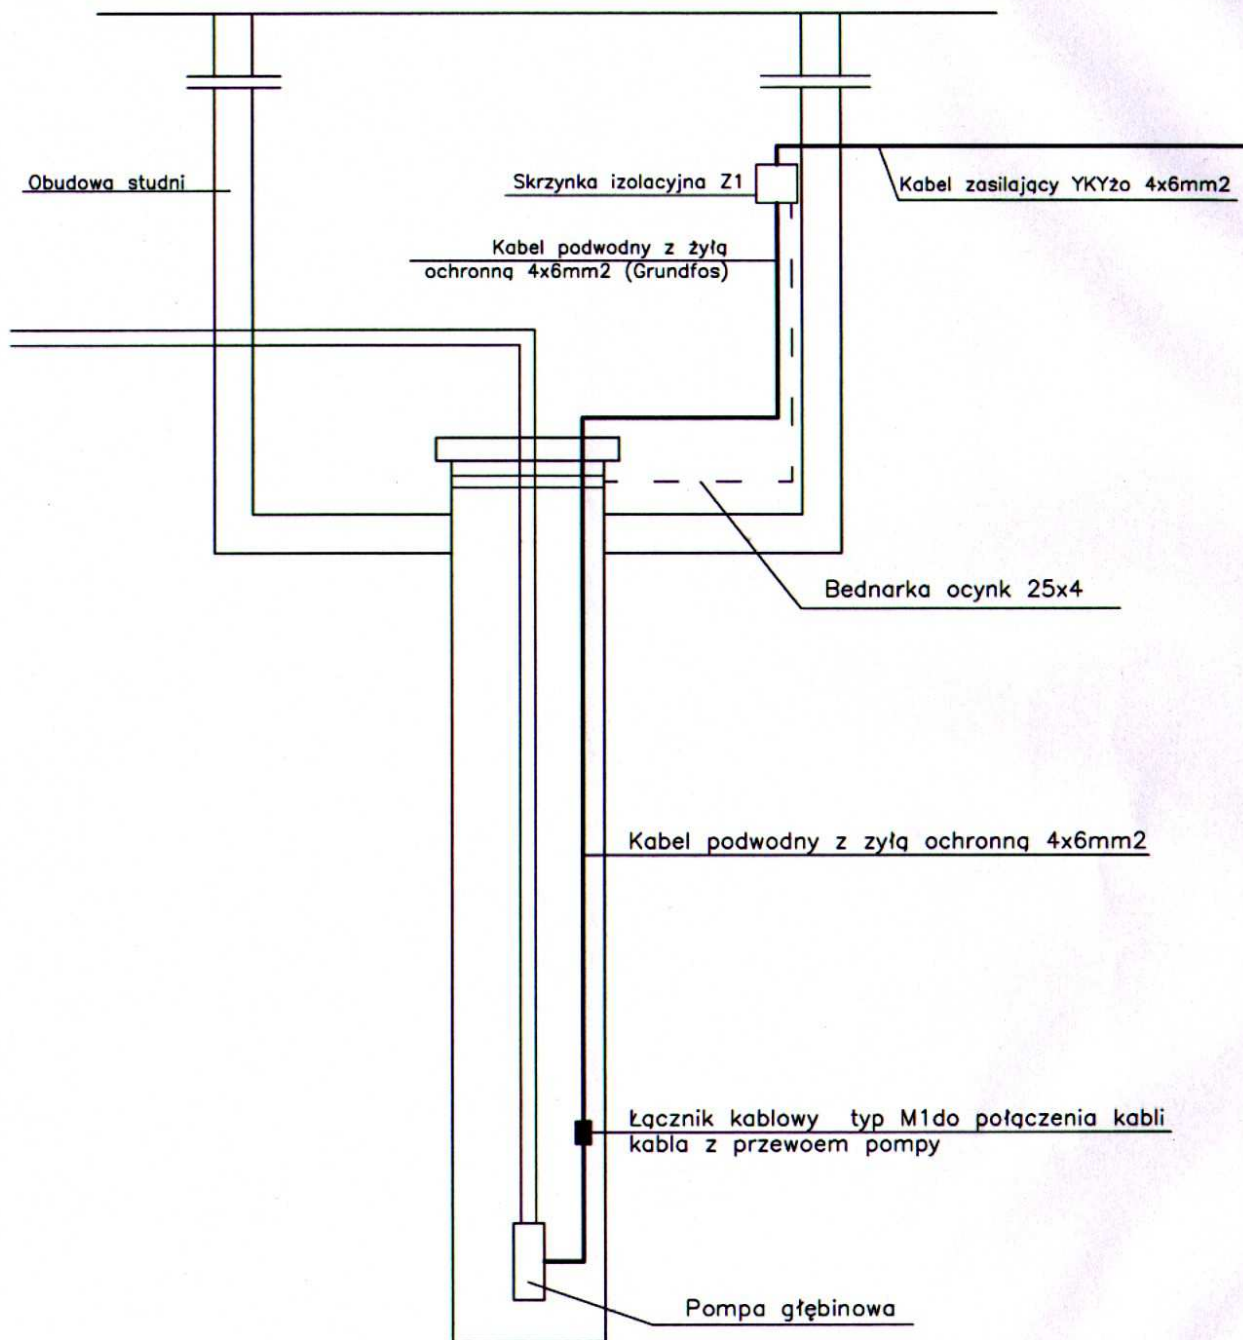 Obudowa studni
Skrzynka izolacyjna Z1
Kabel zasilający YKYżo 4x6mm2
Kabel podwodny z żyłą
ochronną 4x6mm2 (Grundfos)
Bednarka ocynk 25x4
Kabel podwodny z zyłą ochronną 4x6mm2
Łącznik kablowy typ M1do połączenia kabli
kabla z przewoem pompy
Pompa głębinowa